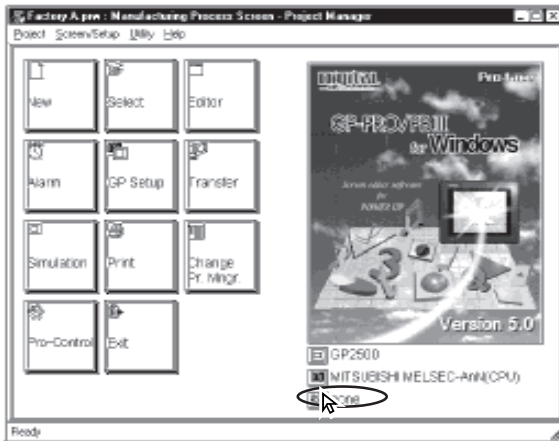 Factory A.prw : Manufacturing Process Screen - Project Manager
Project Screen/Setup Utility Help
New
Select
Editor
Alarm
GP Setup
Transfer
Simulation
Print
Change
Pr. Mngr.
Pro-Control
Exit
Digital
Pro-face
GP-PRO/PBIII
for Windows
Screen editor software
for
Version 5.0
GP2500
MITSUBISHI MELSEC-AnN(CPU)
none
Ready